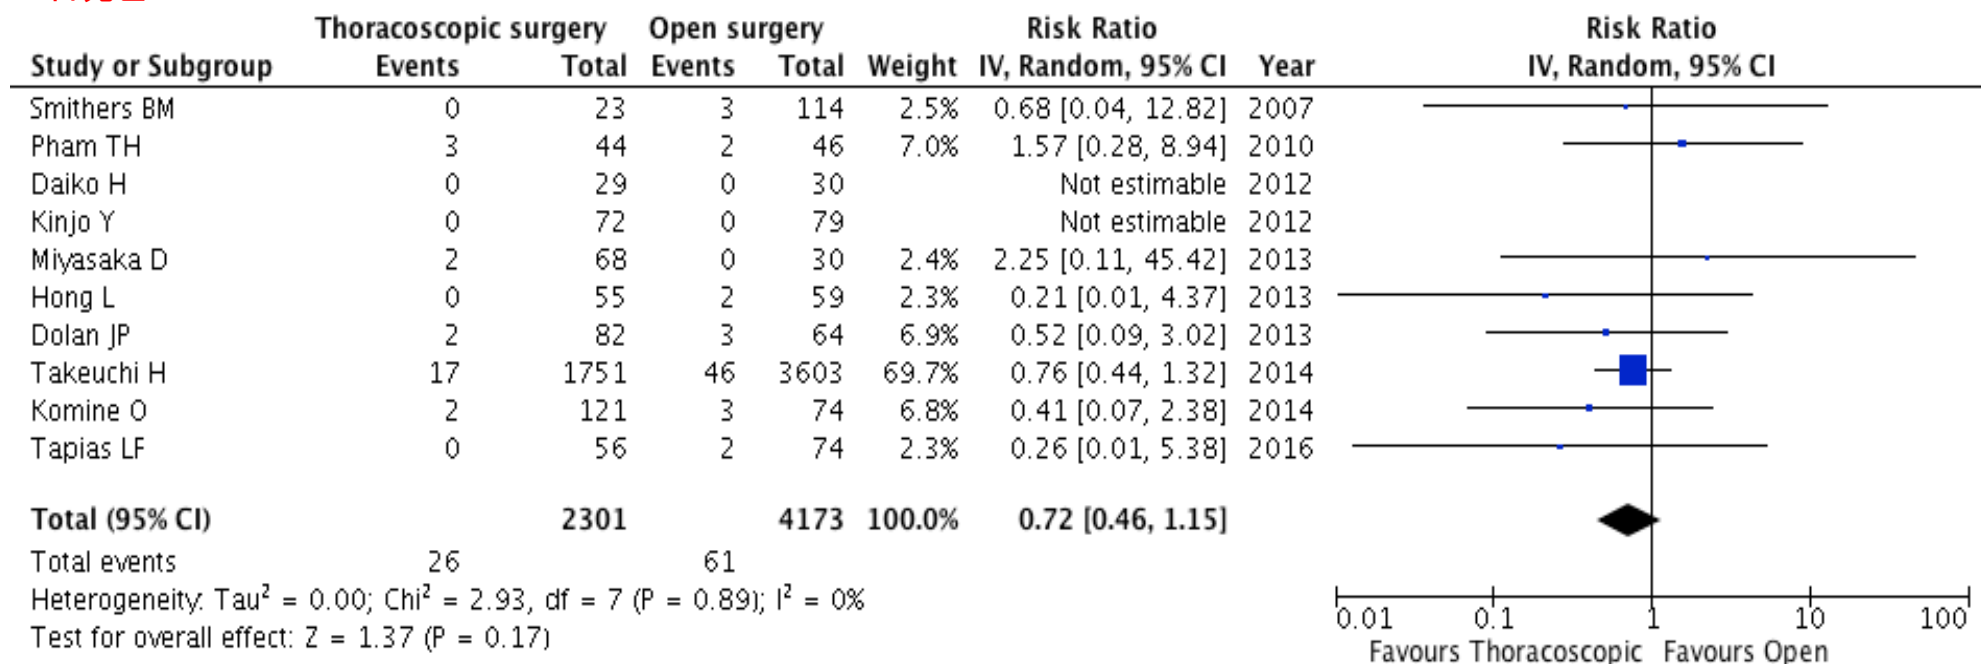 Thoracoscopic surgery Open surgery Risk Ratio Risk Ratio
Study or Subgroup Events Total Events Total Weight IV, Random, 95% CI Year IV, Random, 95% CI
Smithers BM 0 23 3 114 2.5% 0.68 [0.04, 12.82] 2007
Pham TH 3 44 2 46 7.0% 1.57 [0.28, 8.94] 2010
Daiko H 0 29 0 30 Not estimable 2012
Kinjo Y 0 72 0 79 Not estimable 2012
Miyasaka D 2 68 0 30 2.4% 2.25 [0.11, 45.42] 2013
Hong L 0 55 2 59 2.3% 0.21 [0.01, 4.37] 2013
Dolan JP 2 82 3 64 6.9% 0.52 [0.09, 3.02] 2013
Takeuchi H 17 1751 46 3603 69.7% 0.76 [0.44, 1.32] 2014
Komine O 2 121 3 74 6.8% 0.41 [0.07, 2.38] 2014
Tapias LF 0 56 2 74 2.3% 0.26 [0.01, 5.38] 2016
Total (95% CI) 2301 4173 100.0% 0.72 [0.46, 1.15]
Total events 26 61
Heterogeneity: Tau² = 0.00; Chi² = 2.93, df = 7 (P = 0.89); I² = 0%
Test for overall effect: Z = 1.37 (P = 0.17)
0.01 0.1 1 10 100
Favours Thoracoscopic Favours Open